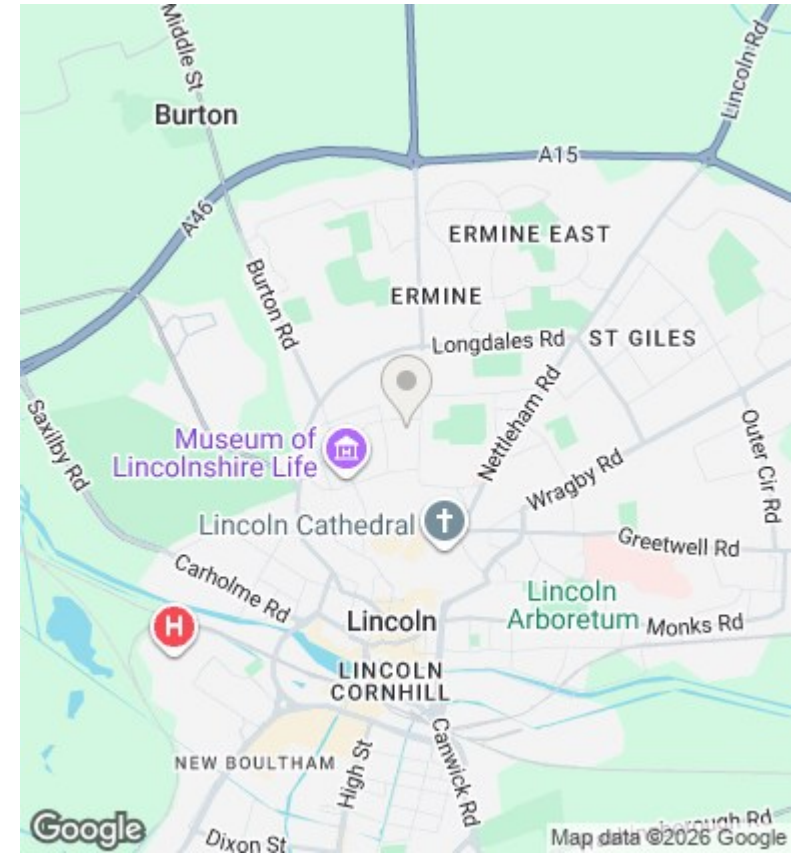 Middle St
Burton
Lincoln Rd
A15
A46
ERMINE EAST
Burton Rd
ERMINE
Longdales Rd
ST GILES
Saxilby Rd
Nettleham Rd
Outer Cir Rd
Museum of
Lincolnshire Life
Wragby Rd
Lincoln Cathedral
Greetwell Rd
Carholme Rd
Lincoln
Arboretum
Monks Rd
H
Lincoln
LINCOLN
CORNHILL
NEW BOULTHAM
High St
Canwick Rd
Dixon St
Google
Map data ©2026 Google